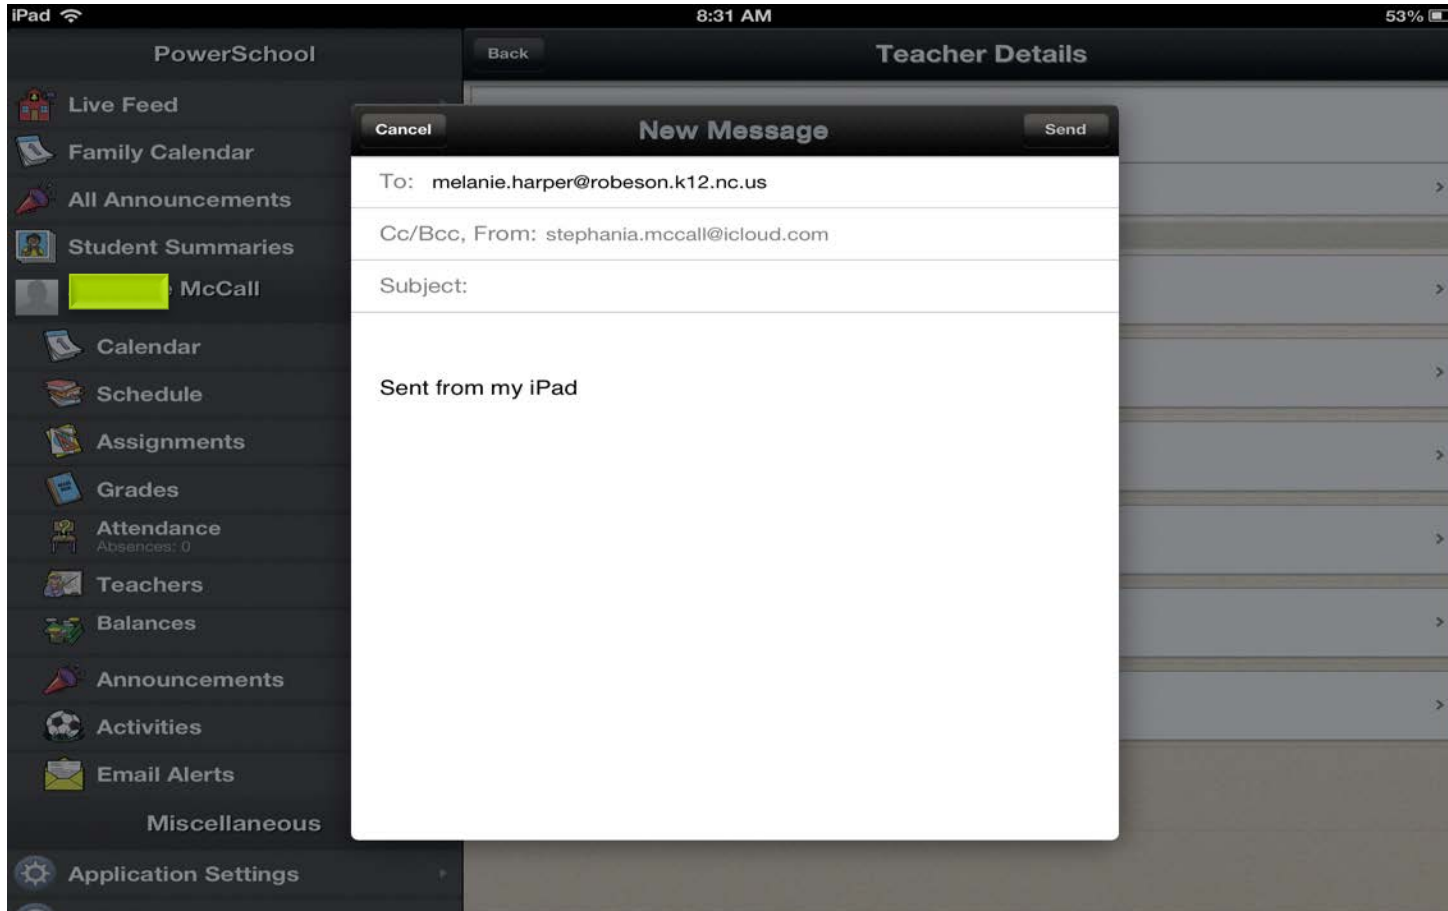 iPad 8:31 AM 53%
PowerSchool
Back
Teacher Details
Live Feed
Family Calendar
All Announcements
Student Summaries
McCall
Calendar
Schedule
Assignments
Grades
Attendance
Absences: 0
Teachers
Balances
Announcements
Activities
Email Alerts
Miscellaneous
Application Settings
Cancel
New Message
Send
To: melanie.harper@robeson.k12.nc.us
Cc/Bcc, From: stephania.mccall@icloud.com
Subject:
Sent from my iPad